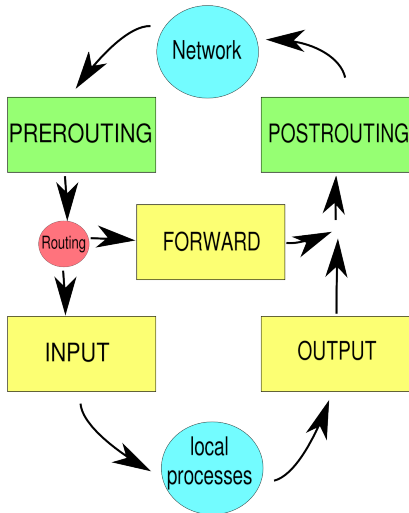 Network
PREROUTING
POSTROUTING
Routing
FORWARD
INPUT
OUTPUT
local
processes